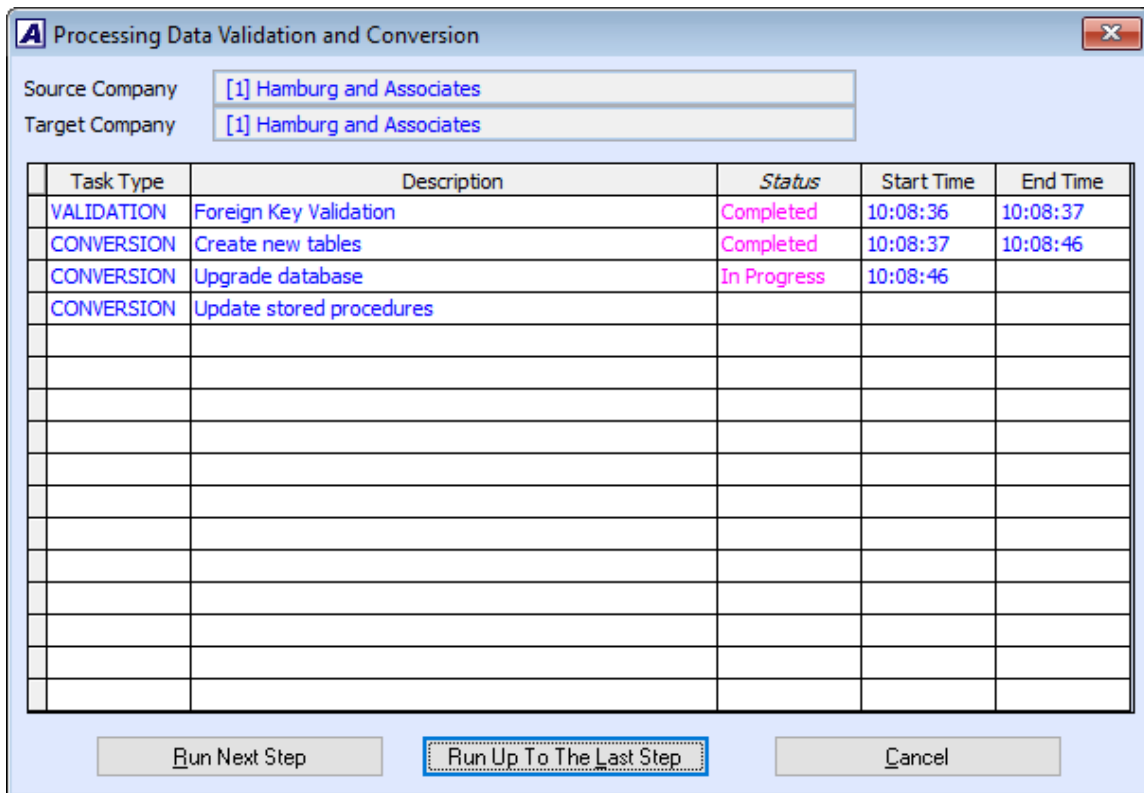 A Processing Data Validation and Conversion
Source Company [1] Hamburg and Associates
Target Company [1] Hamburg and Associates
Task Type Description Status Start Time End Time
VALIDATION Foreign Key Validation Completed 10:08:36 10:08:37
CONVERSION Create new tables Completed 10:08:37 10:08:46
CONVERSION Upgrade database In Progress 10:08:46
CONVERSION Update stored procedures
Run Next Step Run Up To The Last Step Cancel